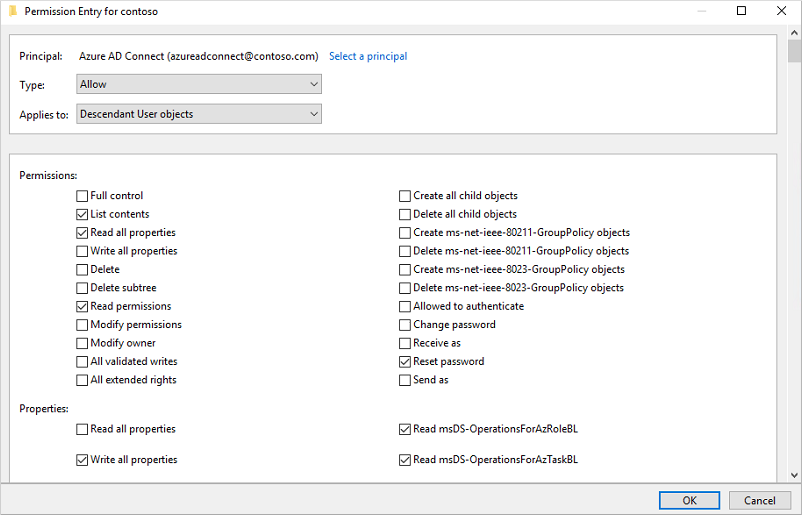 Permission Entry for contoso
Principal: Azure AD Connect (azureadconnect@contoso.com) Select a principal
Type: Allow
Applies to: Descendant User objects
Permissions:
Full control Create all child objects
List contents Delete all child objects
Read all properties Create ms-net-ieee-80211-GroupPolicy objects
Write all properties Delete ms-net-ieee-80211-GroupPolicy objects
Delete Create ms-net-ieee-8023-GroupPolicy objects
Delete subtree Delete ms-net-ieee-8023-GroupPolicy objects
Read permissions Allowed to authenticate
Modify permissions Change password
Modify owner Receive as
All validated writes Reset password
All extended rights Send as
Properties:
Read all properties Read msDS-OperationsForAzRoleBL
Write all properties Read msDS-OperationsForAzTaskBL
OK Cancel